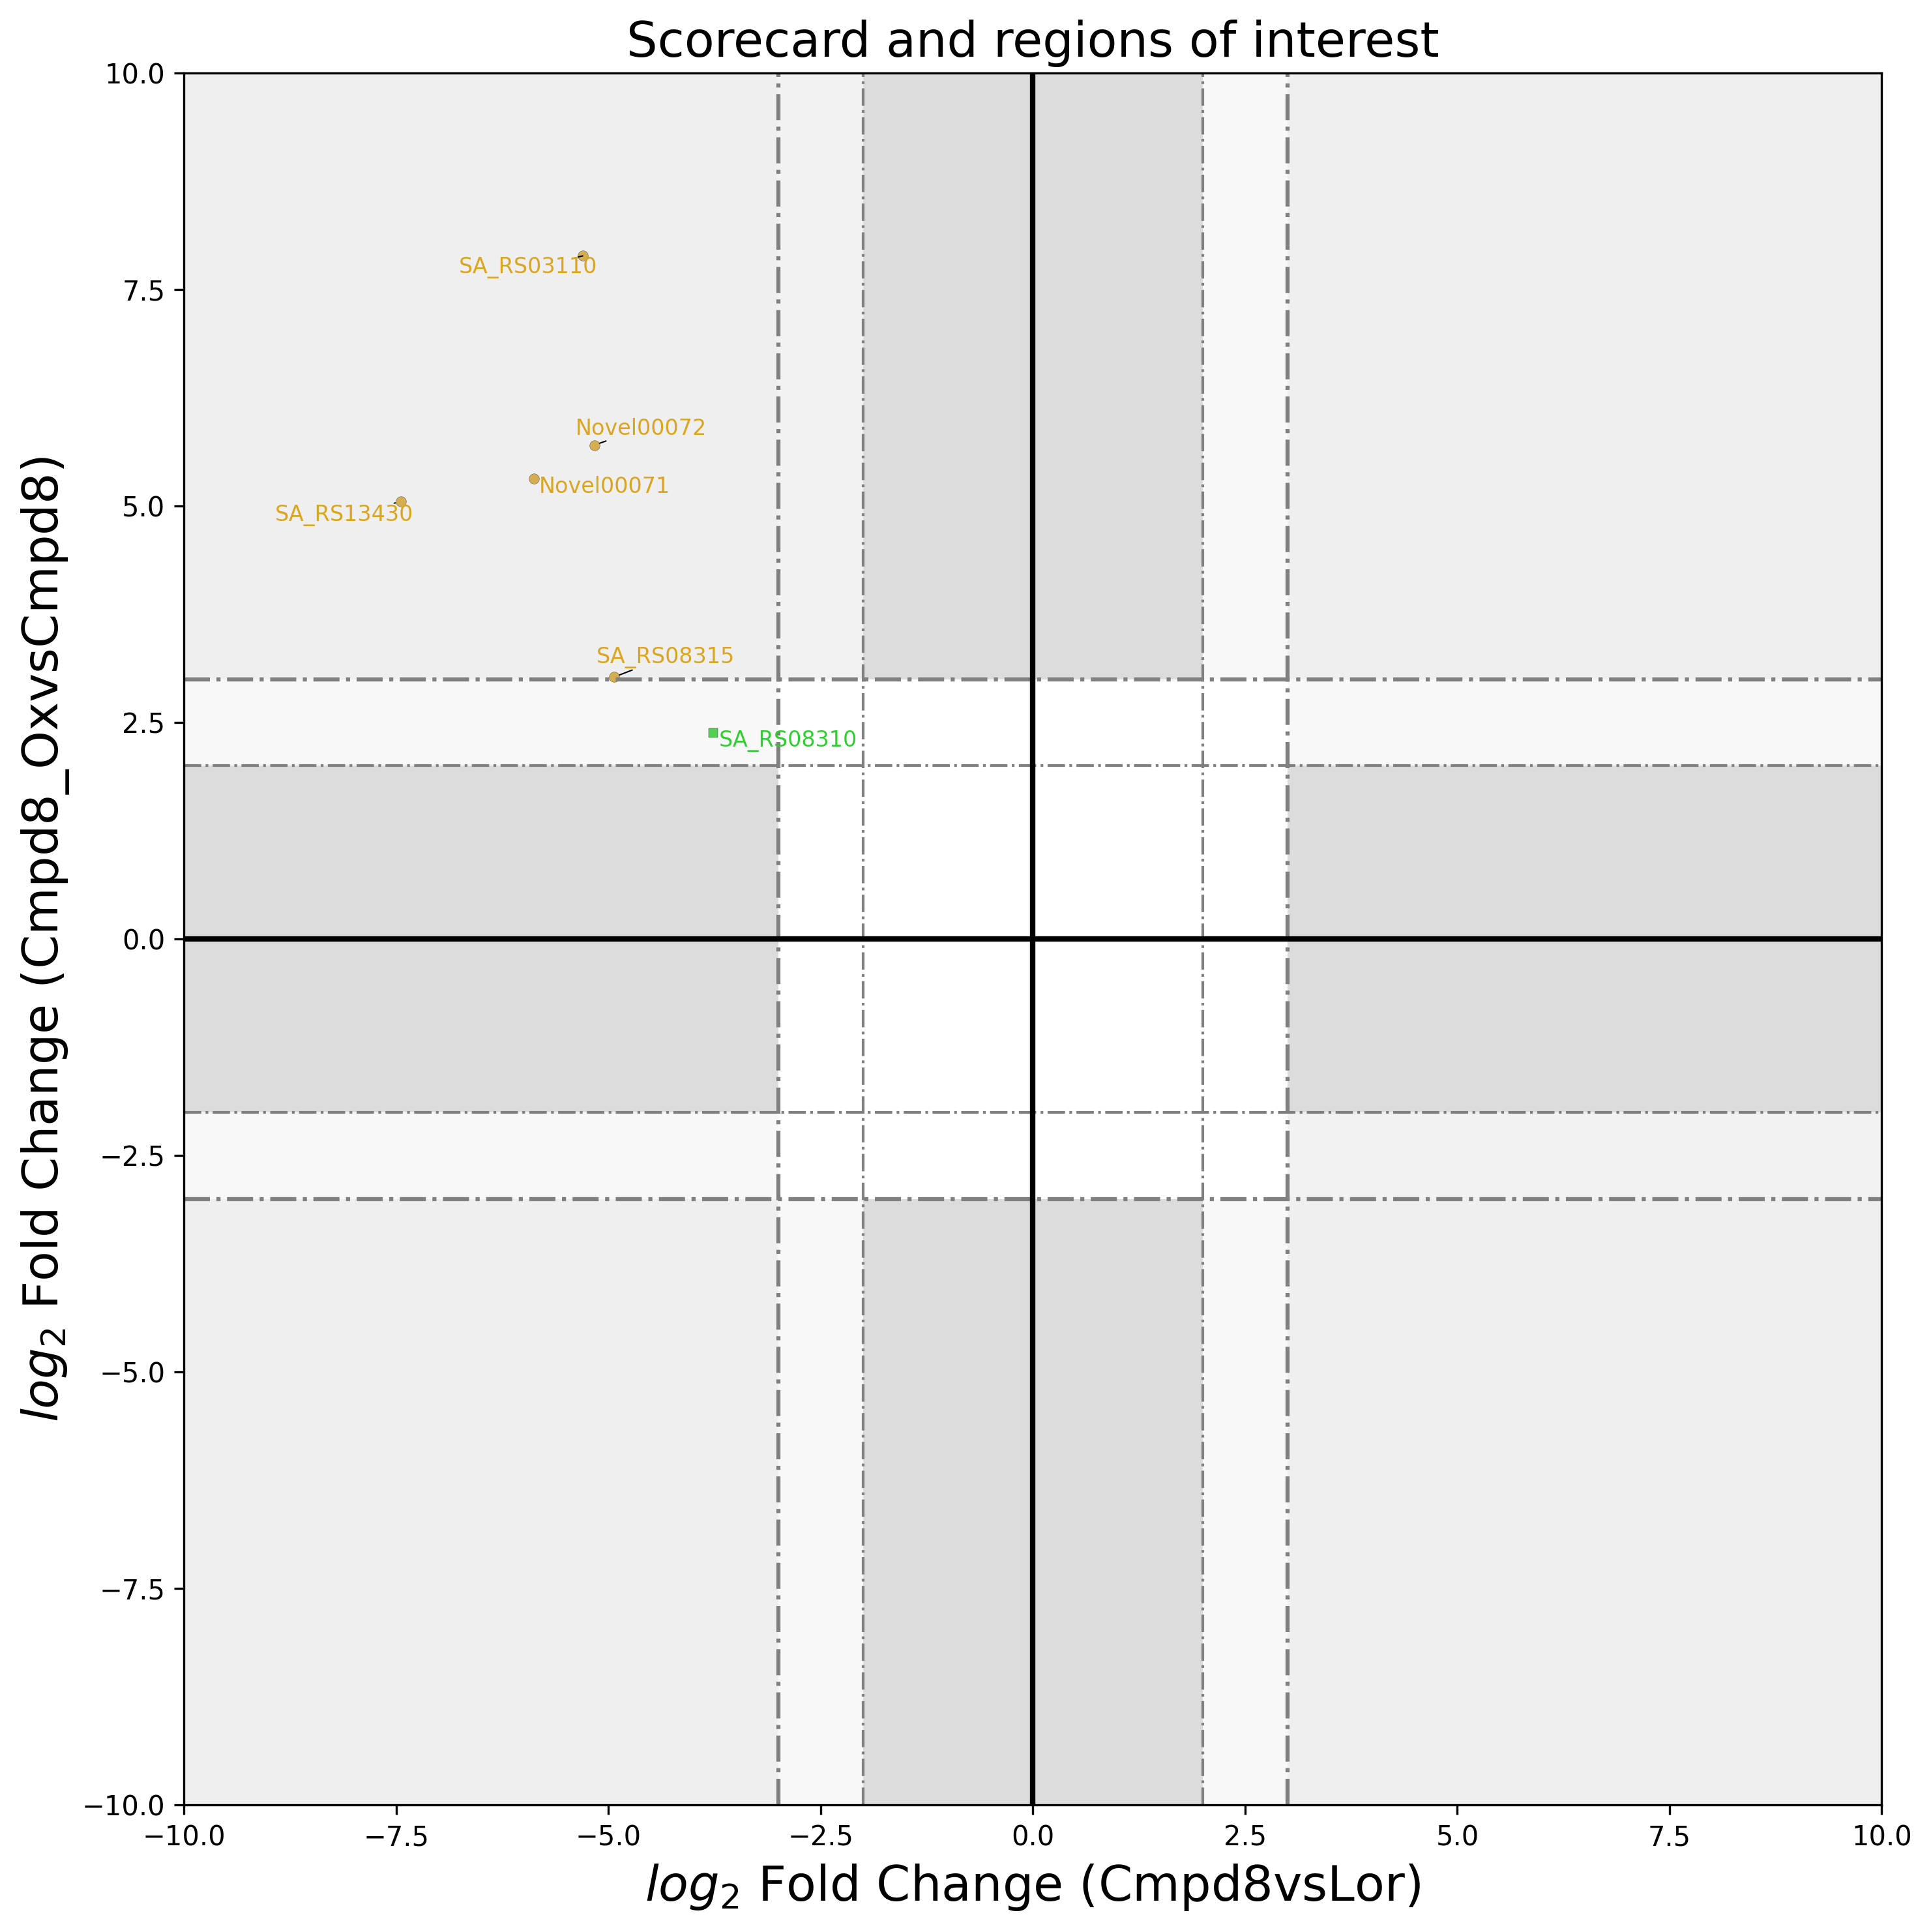 Scorecard and regions of interest
10.0
7.5
5.0
2.5
0.0
−2.5
−5.0
−7.5
−10.0
log2 Fold Change (Cmpd8_OxvsCmpd8)
SA_RS03110
Novel00072
Novel00071
SA_RS13430
SA_RS08315
SA_RS08310
−10.0 −7.5 −5.0 −2.5 0.0 2.5 5.0 7.5 10.0
log2 Fold Change (Cmpd8vsLor)